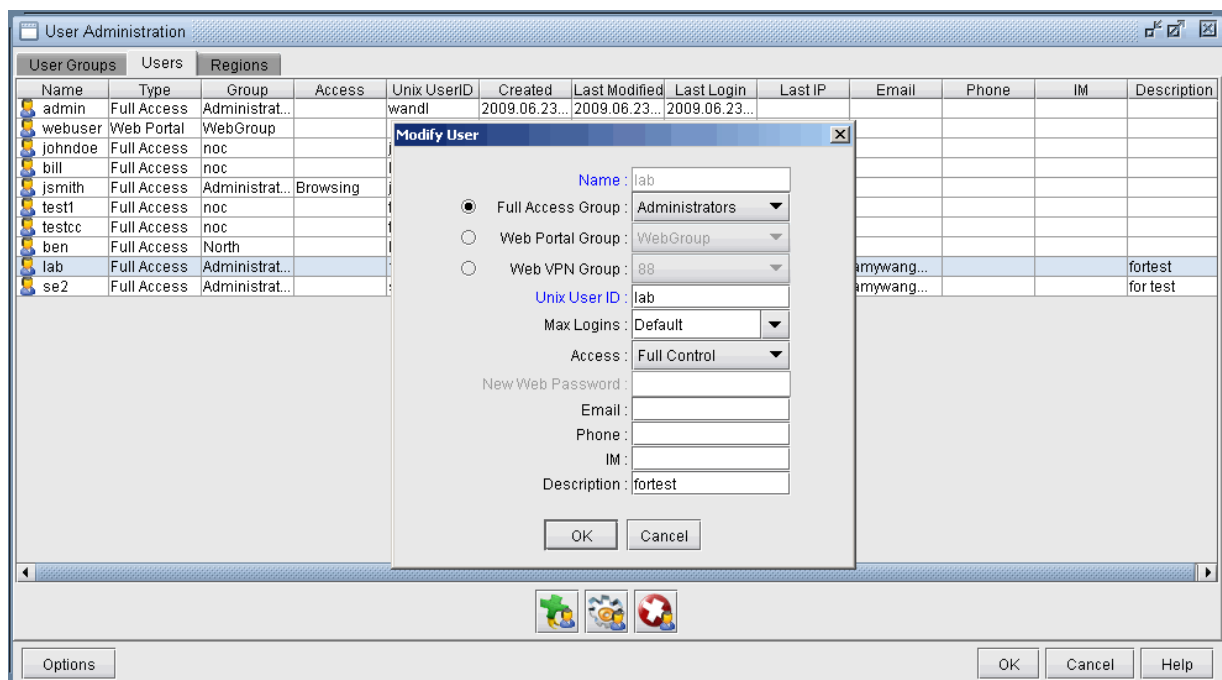 User Administration
User Groups Users Regions
Name Type Group Access Unix UserID Created Last Modified Last Login Last IP Email Phone IM Description
admin Full Access Administrat... wandl 2009.06.23... 2009.06.23... 2009.06.23...
webuser Web Portal WebGroup
johndoe Full Access noc
bill Full Access noc
jsmith Full Access Administrat... Browsing
test1 Full Access noc
testcc Full Access noc
ben Full Access North
lab Full Access Administrat... amywang... fortest
se2 Full Access Administrat... amywang... for test
Modify User
Name : lab
Full Access Group : Administrators
Web Portal Group : WebGroup
Web VPN Group : 88
Unix User ID : lab
Max Logins : Default
Access : Full Control
New Web Password :
Email :
Phone :
IM :
Description : fortest
OK Cancel
Options OK Cancel Help